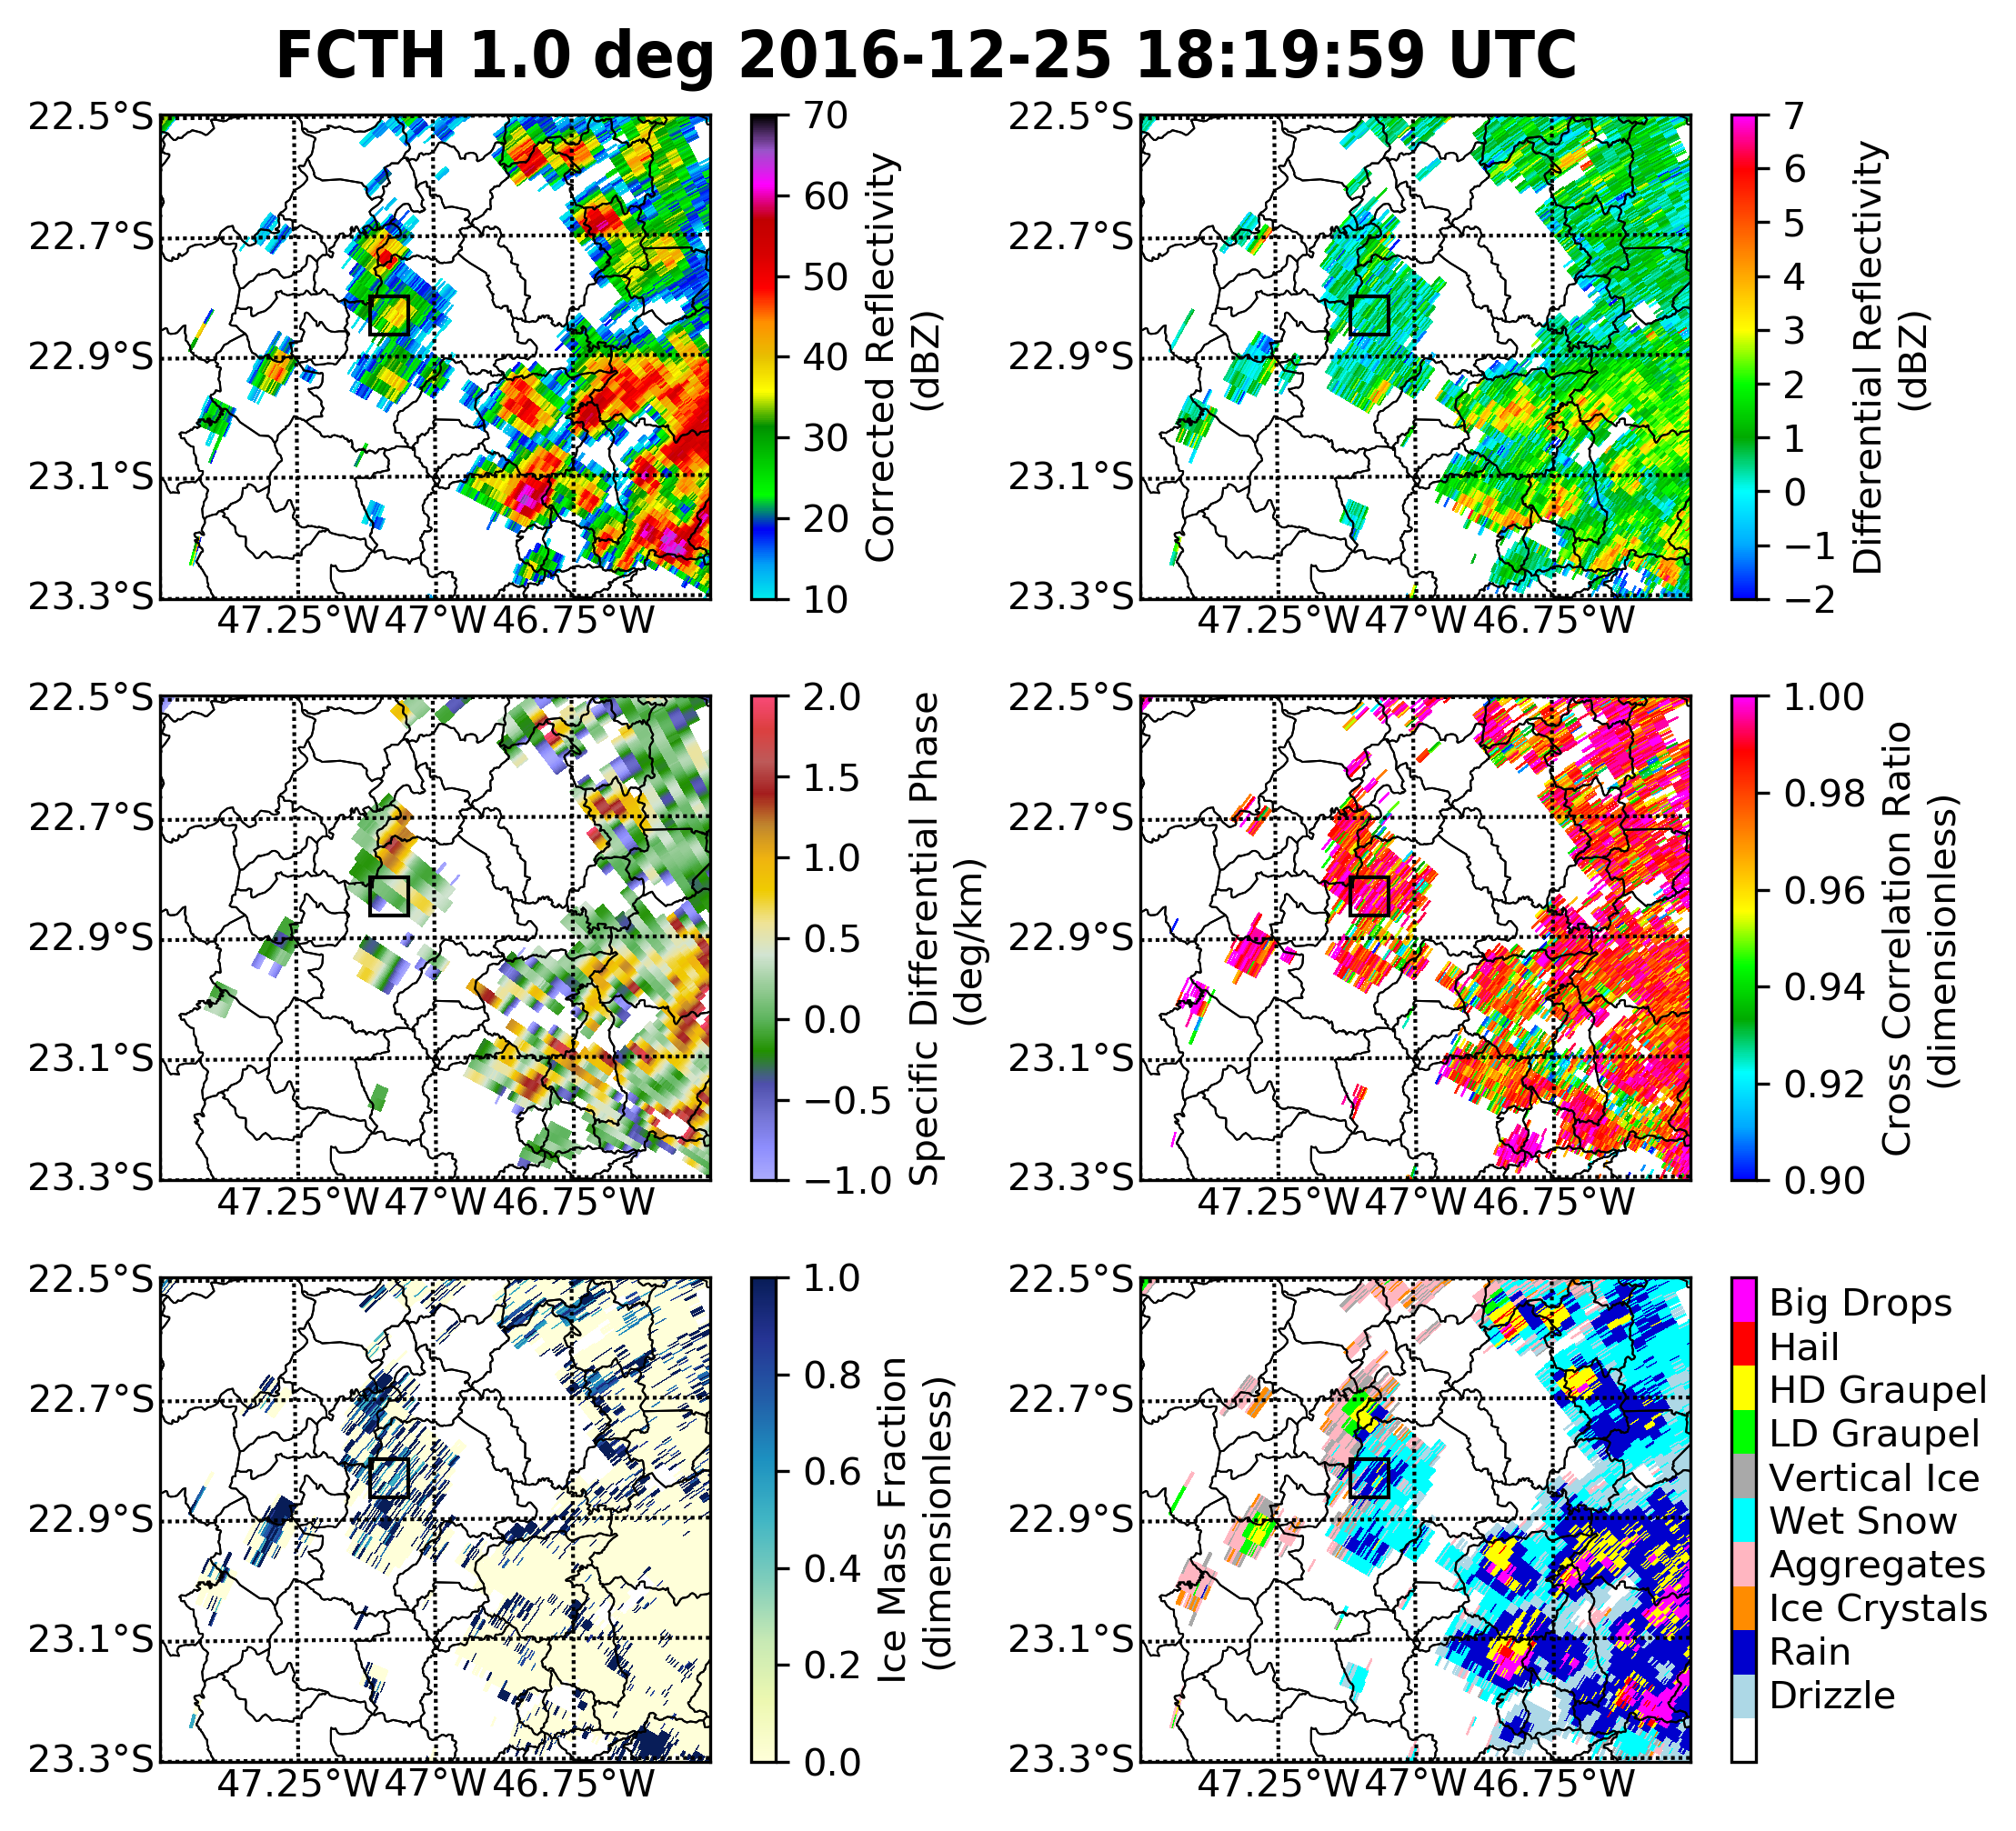 FCTH 1.0 deg 2016-12-25 18:19:59 UTC
22.5°S
22.7°S
22.9°S
23.1°S
23.3°S
47.25°W 47°W 46.75°W
70
60
50
40
30
20
10
Corrected Reflectivity
(dBZ)
22.5°S
22.7°S
22.9°S
23.1°S
23.3°S
47.25°W 47°W 46.75°W
7
6
5
4
3
2
1
0
−1
−2
Differential Reflectivity
(dBZ)
22.5°S
22.7°S
22.9°S
23.1°S
23.3°S
47.25°W 47°W 46.75°W
2.0
1.5
1.0
0.5
0.0
−0.5
−1.0
Specific Differential Phase
(deg/km)
22.5°S
22.7°S
22.9°S
23.1°S
23.3°S
47.25°W 47°W 46.75°W
1.00
0.98
0.96
0.94
0.92
0.90
Cross Correlation Ratio
(dimensionless)
22.5°S
22.7°S
22.9°S
23.1°S
23.3°S
47.25°W 47°W 46.75°W
1.0
0.8
0.6
0.4
0.2
0.0
Ice Mass Fraction
(dimensionless)
22.5°S
22.7°S
22.9°S
23.1°S
23.3°S
47.25°W 47°W 46.75°W
Big Drops
Hail
HD Graupel
LD Graupel
Vertical Ice
Wet Snow
Aggregates
Ice Crystals
Rain
Drizzle